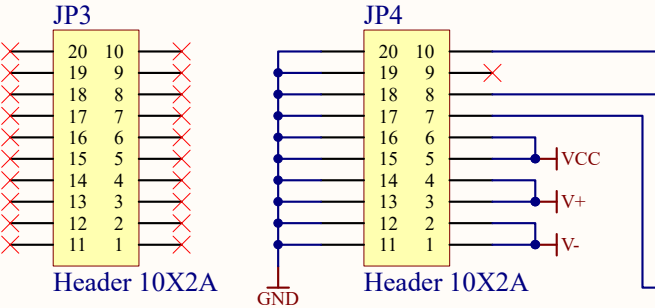 JP3 JP4
20 10 20 10
19 9 19 9
18 8 18 8
17 7 17 7
16 6 16 6
15 5 15 5 VCC
14 4 14 4
13 3 13 3 V+
12 2 12 2
11 1 11 1 V-
Header 10X2A Header 10X2A
GND